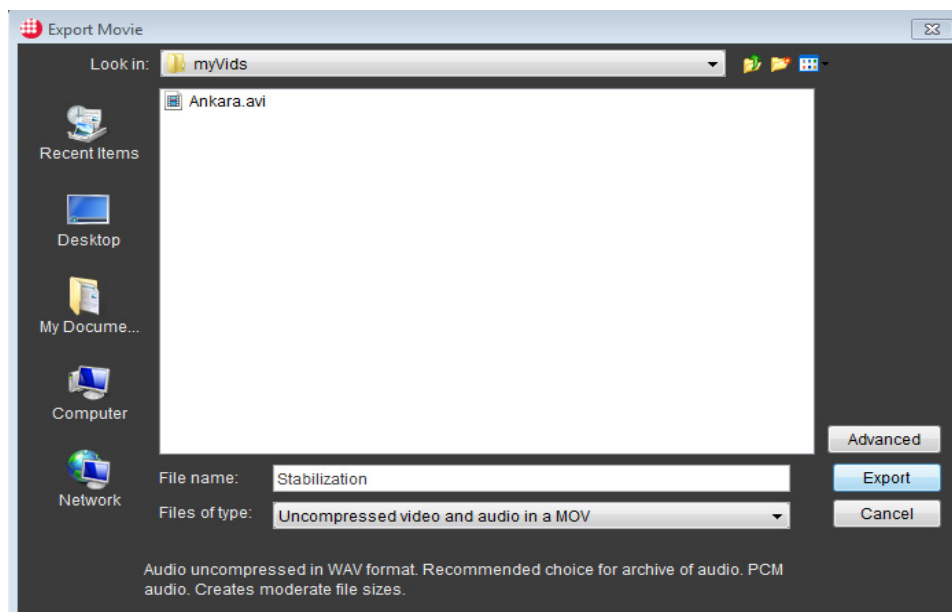 Export Movie
Look in: myVids
Ankara.avi
Recent Items
Desktop
My Docume...
Computer
Network
Advanced
File name: Stabilization
Export
Files of type: Uncompressed video and audio in a MOV
Cancel
Audio uncompressed in WAV format. Recommended choice for archive of audio. PCM
audio. Creates moderate file sizes.